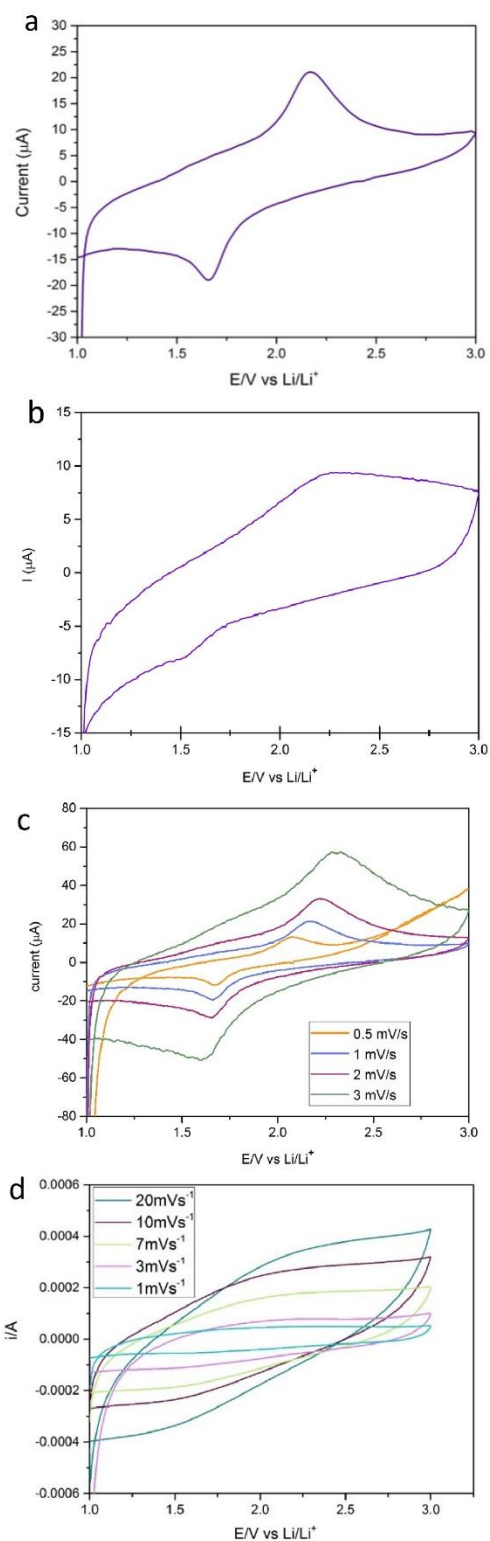 a
30
25
20
15
10
5
0
-5
-10
-15
-20
-25
-30
Current (μA)
1.0 1.5 2.0 2.5 3.0
E/V vs Li/Li⁺
b
15
10
5
0
-5
-10
-15
I (μA)
1.0 1.5 2.0 2.5 3.0
E/V vs Li/Li⁺
c
80
60
40
20
0
-20
-40
-60
-80
current (μA)
0.5 mV/s
1 mV/s
2 mV/s
3 mV/s
1.0 1.5 2.0 2.5 3.0
E/V vs Li/Li⁺
d
0.0006
0.0004
0.0002
0.0000
-0.0002
-0.0004
-0.0006
i/A
20mVs⁻¹
10mVs⁻¹
7mVs⁻¹
3mVs⁻¹
1mVs⁻¹
1.0 1.5 2.0 2.5 3.0
E/V vs Li/Li⁺